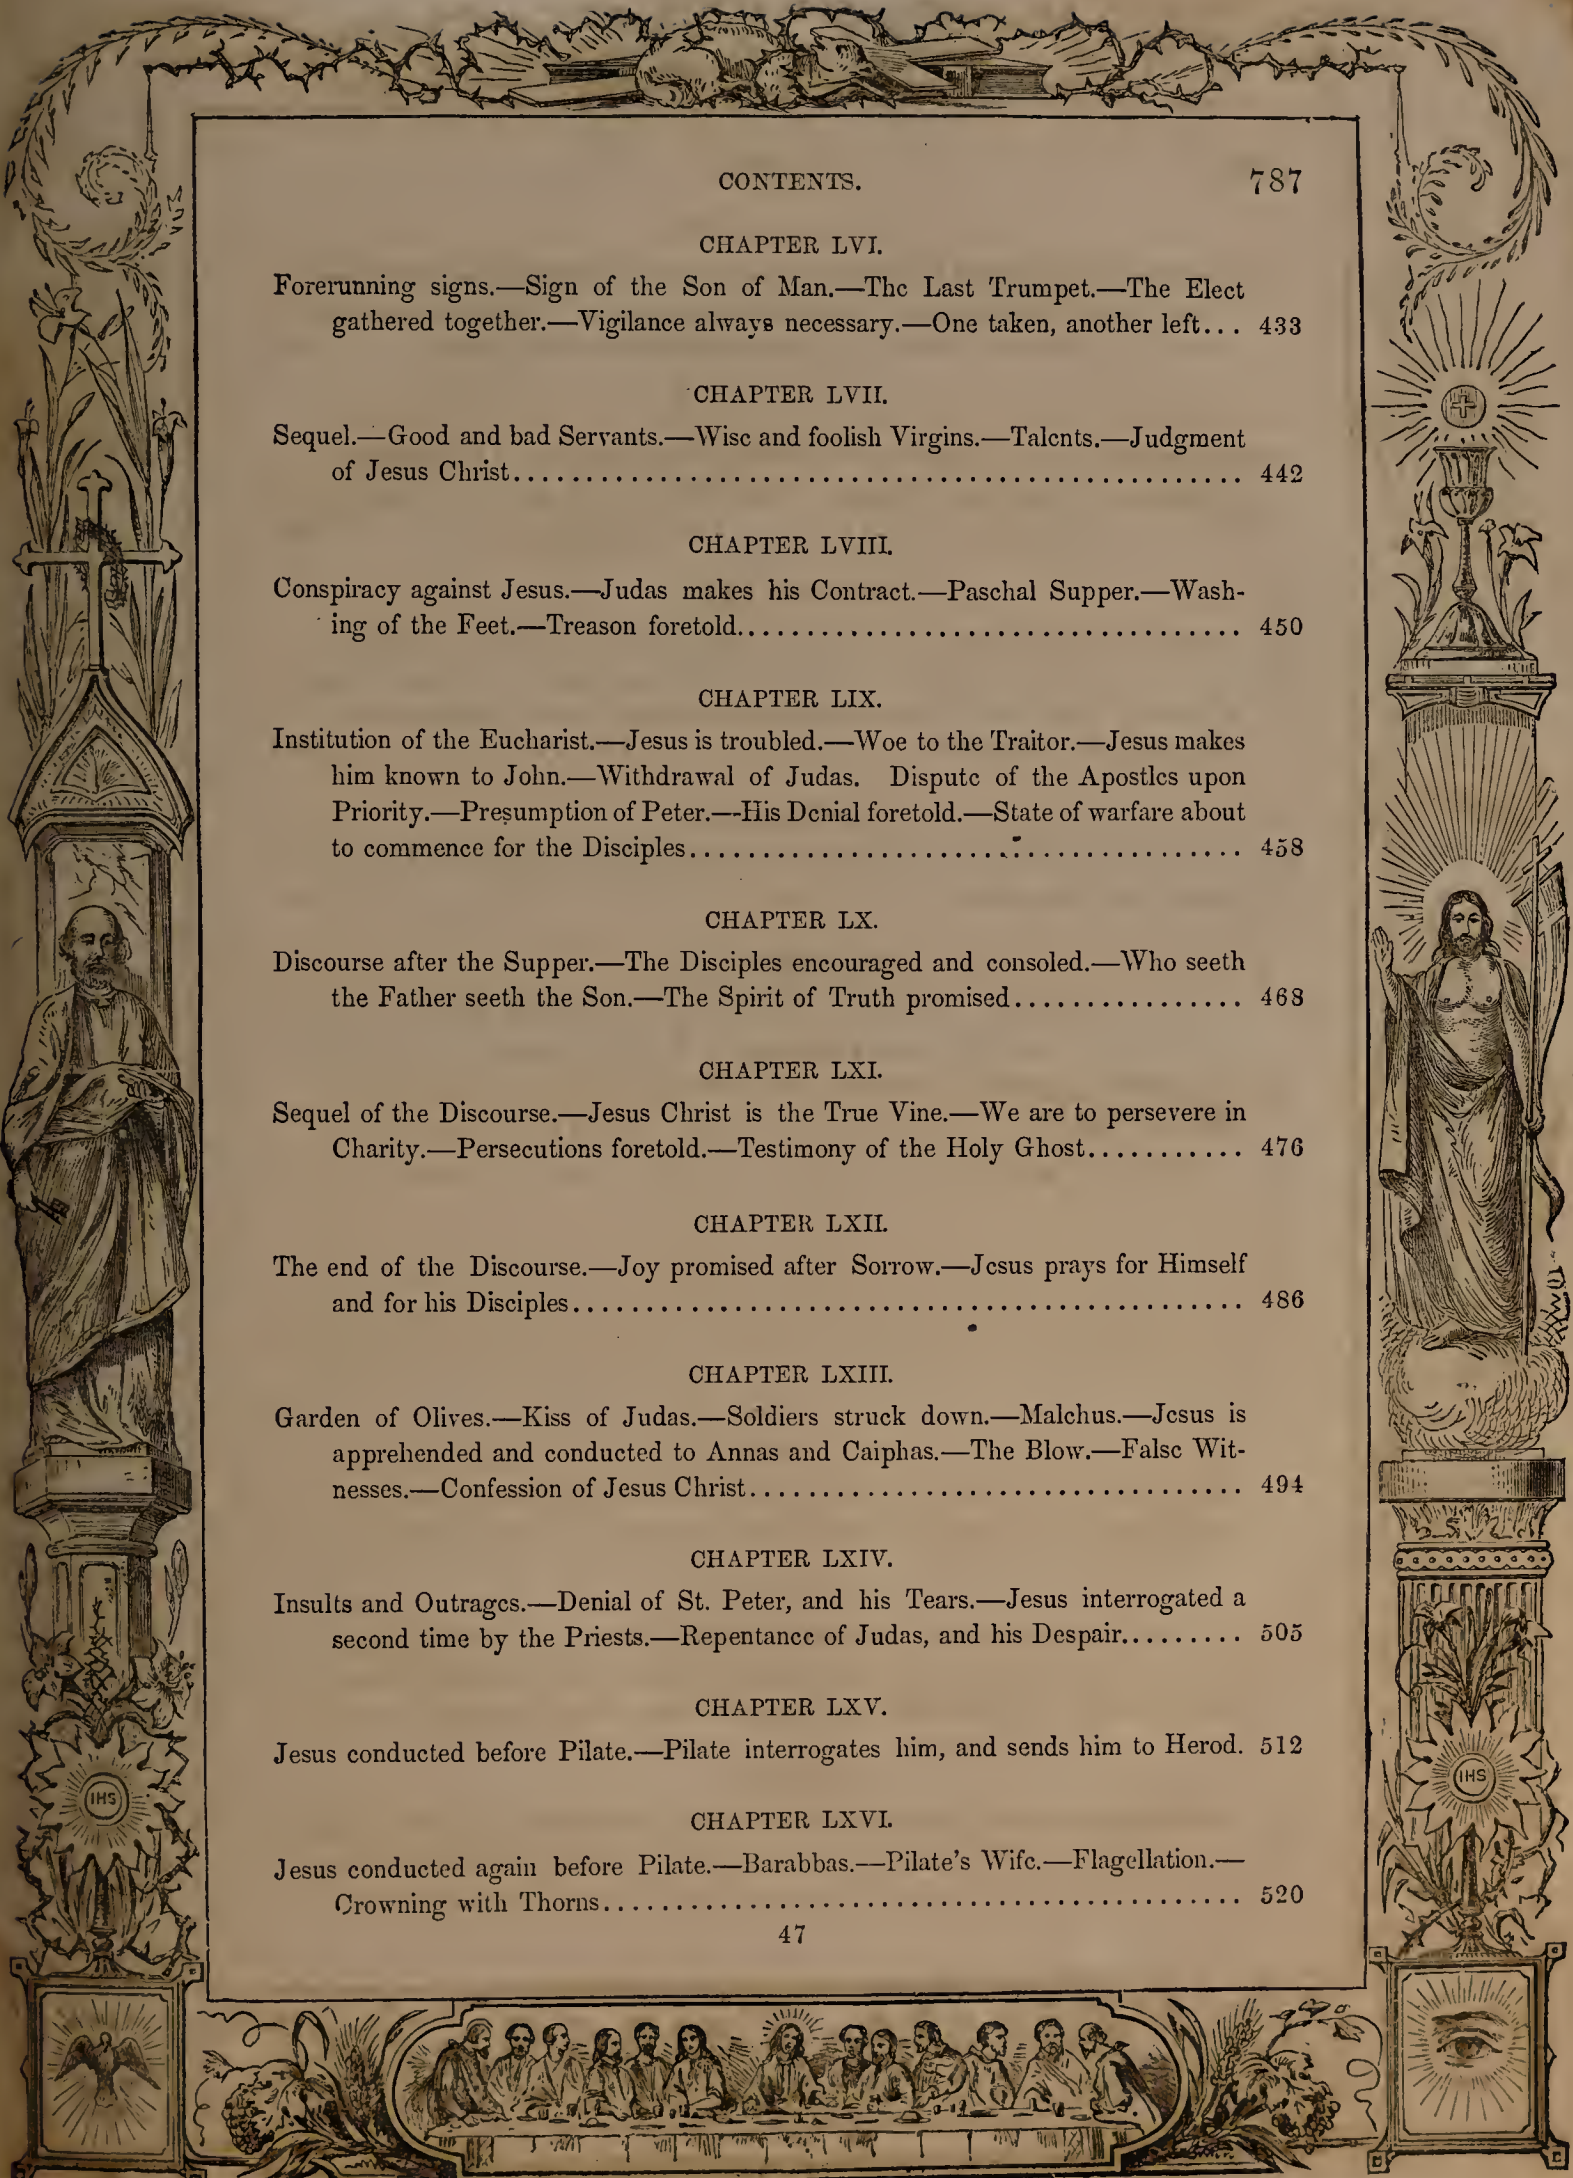 CONTENTS. 787
CHAPTER LVI.
Forerunning signs.—Sign of the Son of Man.—The Last Trumpet.—The Elect
gathered together.—Vigilance always necessary.—One taken, another left... 433
CHAPTER LVII.
Sequel.—Good and bad Servants.—Wise and foolish Virgins.—Talents.—Judgment
of Jesus Christ.................................................. 442
CHAPTER LVIII.
Conspiracy against Jesus.—Judas makes his Contract.—Paschal Supper.—Wash-
ing of the Feet.—Treason foretold.................................. 450
CHAPTER LIX.
Institution of the Eucharist.—Jesus is troubled.—Woe to the Traitor.—Jesus makes
him known to John.—Withdrawal of Judas. Dispute of the Apostles upon
Priority.—Presumption of Peter.—His Denial foretold.—State of warfare about
to commence for the Disciples...................................... 458
CHAPTER LX.
Discourse after the Supper.—The Disciples encouraged and consoled.—Who seeth
the Father seeth the Son.—The Spirit of Truth promised................ 468
CHAPTER LXI.
Sequel of the Discourse.—Jesus Christ is the True Vine.—We are to persevere in
Charity.—Persecutions foretold.—Testimony of the Holy Ghost........... 476
CHAPTER LXII.
The end of the Discourse.—Joy promised after Sorrow.—Jesus prays for Himself
and for his Disciples.............................................. 486
CHAPTER LXIII.
Garden of Olives.—Kiss of Judas.—Soldiers struck down.—Malchus.—Jesus is
apprehended and conducted to Annas and Caiphas.—The Blow.—False Wit-
nesses.—Confession of Jesus Christ.................................. 494
CHAPTER LXIV.
Insults and Outrages.—Denial of St. Peter, and his Tears.—Jesus interrogated a
second time by the Priests.—Repentance of Judas, and his Despair......... 505
CHAPTER LXV.
Jesus conducted before Pilate.—Pilate interrogates him, and sends him to Herod. 512
CHAPTER LXVI.
Jesus conducted again before Pilate.—Barabbas.—Pilate's Wife.—Flagellation.—
Crowning with Thorns............................................ 520
47
IHS
IHS